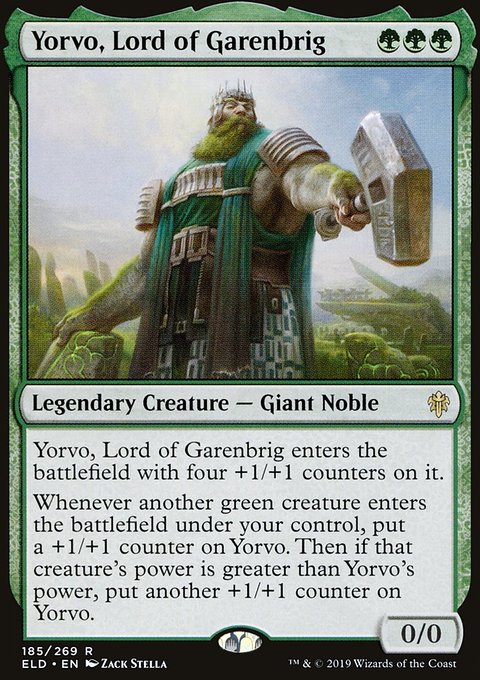 Yorvo, Lord of Garenbrig
Legendary Creature — Giant Noble
Yorvo, Lord of Garenbrig enters the
battlefield with four +1/+1 counters on it.
Whenever another green creature enters
the battlefield under your control, put
a +1/+1 counter on Yorvo. Then if that
creature's power is greater than Yorvo's
power, put another +1/+1 counter on
Yorvo.
0/0
185/269 R
ELD • EN Zack Stella
™ & © 2019 Wizards of the Coast